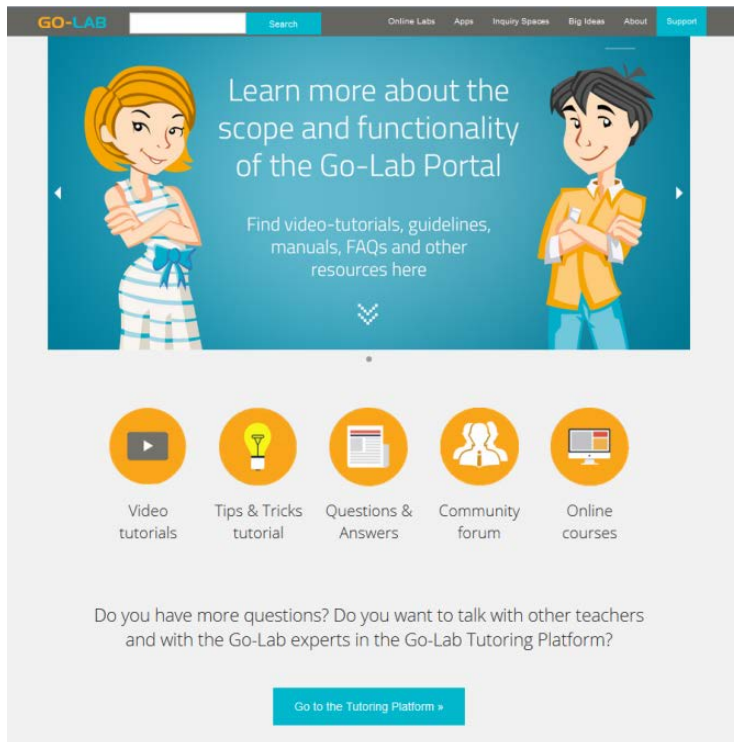 GO-LAB
Search
Online Labs
Apps
Inquiry Spaces
Big Ideas
About
Support
Learn more about the
scope and functionality
of the Go-Lab Portal
Find video-tutorials, guidelines,
manuals, FAQs and other
resources here
Video
tutorials
Tips & Tricks
tutorial
Questions &
Answers
Community
forum
Online
courses
Do you have more questions? Do you want to talk with other teachers
and with the Go-Lab experts in the Go-Lab Tutoring Platform?
Go to the Tutoring Platform »